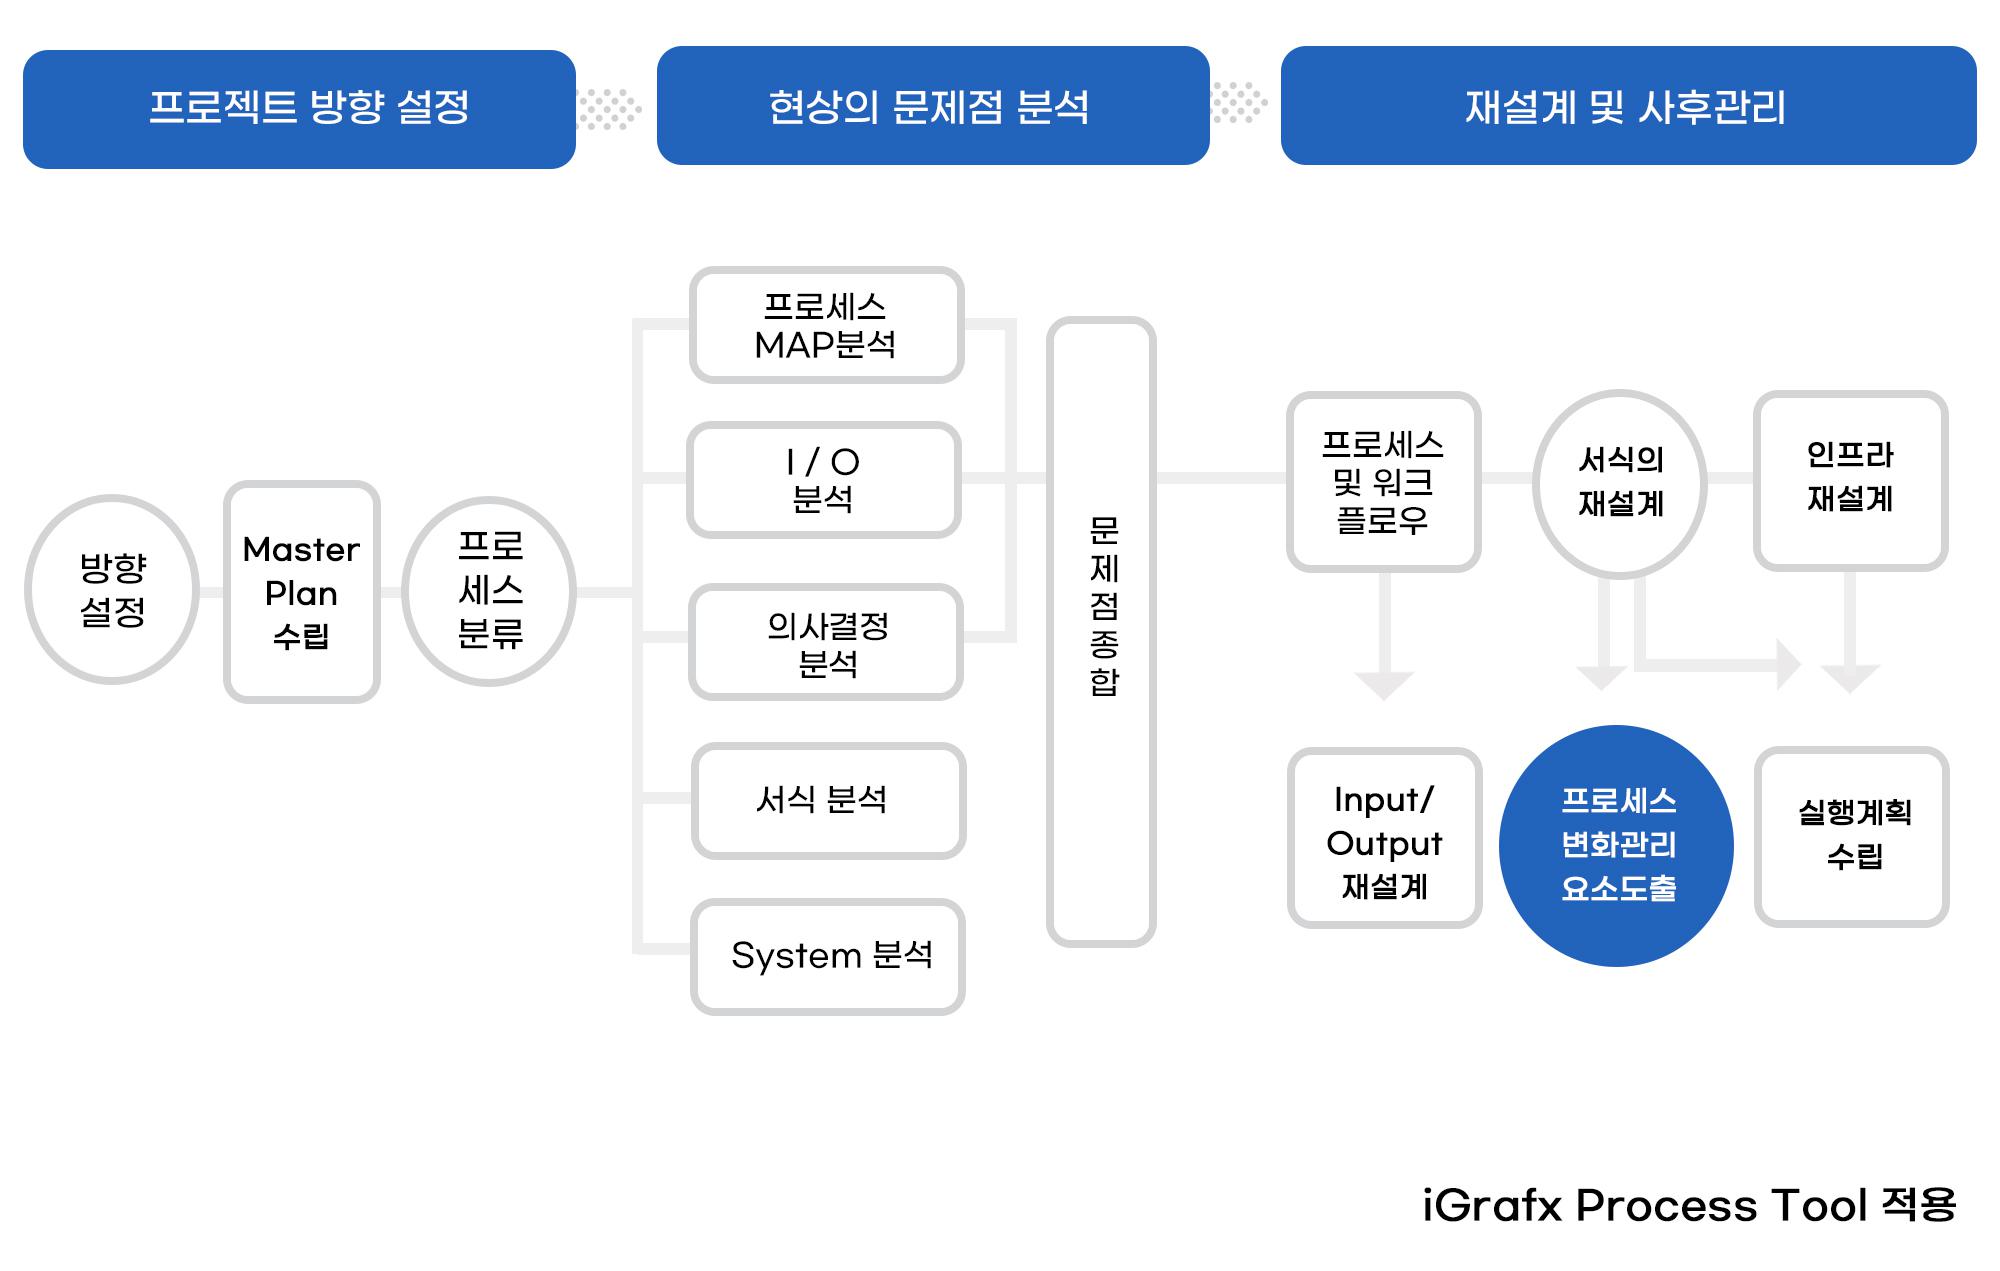 프로젝트 방향 설정
현상의 문제점 분석
재설계 및 사후관리
방향
설정
Master
Plan
수립
프로
세스
분류
프로세스
MAP분석
I / O
분석
의사결정
분석
서식 분석
System 분석
문
제
점
종
합
프로세스
및 워크
플로우
서식의
재설계
인프라
재설계
Input/
Output
재설계
프로세스
변화관리
요소도출
실행계획
수립
iGrafx Process Tool 적용